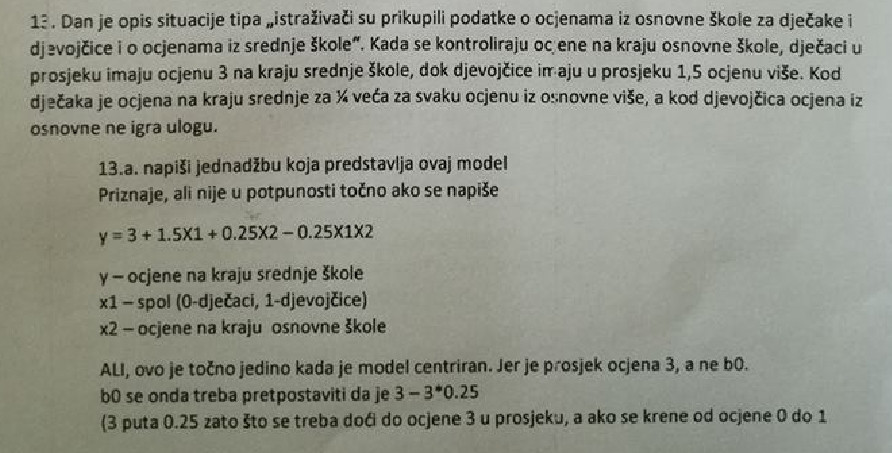 13. Dan je opis situacije tipa „istraživači su prikupili podatke o ocjenama iz osnovne škole za dječake i
djevojčice i o ocjenama iz srednje škole“. Kada se kontroliraju ocjene na kraju osnovne škole, dječaci u
prosjeku imaju ocjenu 3 na kraju srednje škole, dok djevojčice imaju u prosjeku 1,5 ocjenu više. Kod
dječaka je ocjena na kraju srednje za ¼ veća za svaku ocjenu iz osnovne više, a kod djevojčica ocjena iz
osnovne ne igra ulogu.
13.a. napiši jednadžbu koja predstavlja ovaj model
Priznaje, ali nije u potpunosti točno ako se napiše
y = 3 + 1.5X1 + 0.25X2 – 0.25X1X2
y – ocjene na kraju srednje škole
x1 – spol (0-dječaci, 1-djevojčice)
x2 – ocjene na kraju osnovne škole
ALI, ovo je točno jedino kada je model centriran. Jer je prosjek ocjena 3, a ne b0.
b0 se onda treba pretpostaviti da je 3 – 3*0.25
(3 puta 0.25 zato što se treba doći do ocjene 3 u prosjeku, a ako se krene od ocjene 0 do 1